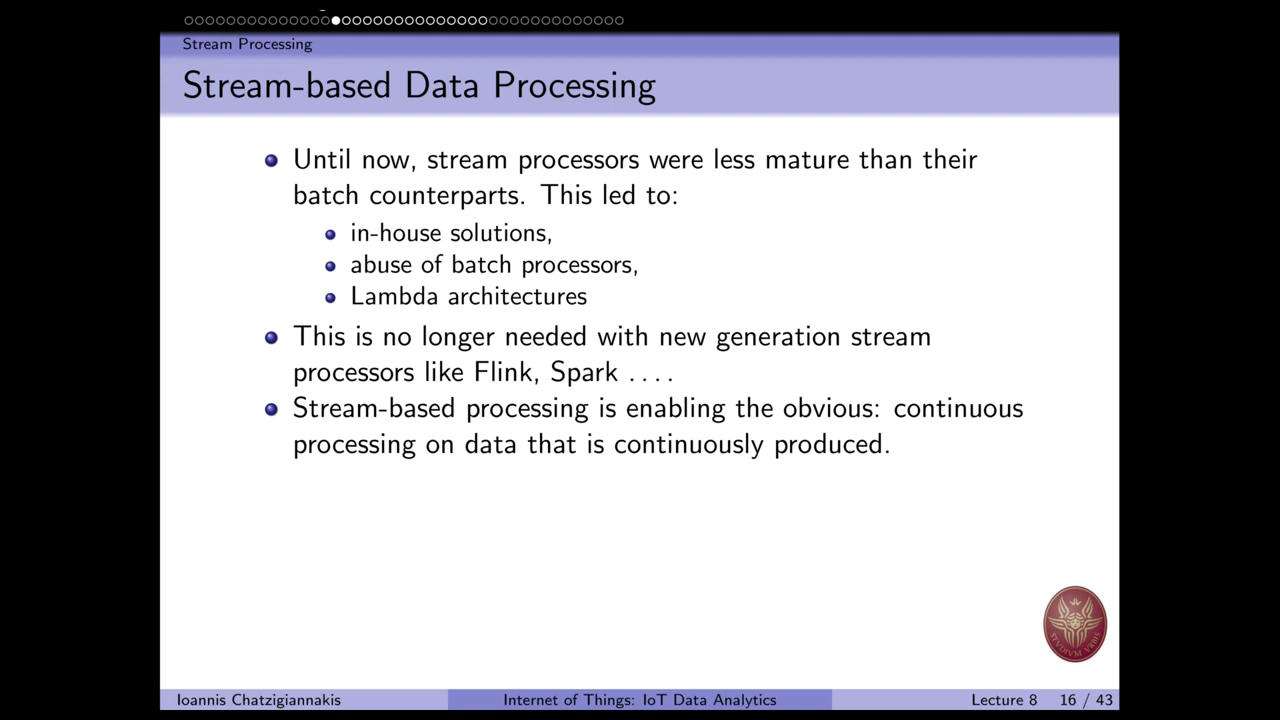 Stream Processing
Stream-based Data Processing
Until now, stream processors were less mature than their
batch counterparts. This led to:
in-house solutions,
abuse of batch processors,
Lambda architectures
This is no longer needed with new generation stream
processors like Flink, Spark . . . .
Stream-based processing is enabling the obvious: continuous
processing on data that is continuously produced.
STVDIVM VRBIS
Ioannis Chatzigiannakis
Internet of Things: IoT Data Analytics
Lecture 8 16 / 43